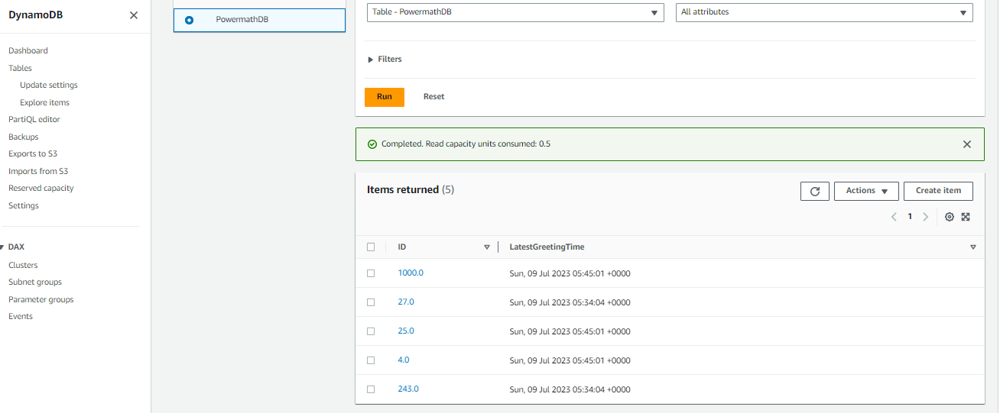 DynamoDB
Dashboard
Tables
Update settings
Explore items
PartiQL editor
Backups
Exports to S3
Imports from S3
Reserved capacity
Settings
DAX
Clusters
Subnet groups
Parameter groups
Events
PowermathDB
Table - PowermathDB All attributes
Filters
Run Reset
Completed. Read capacity units consumed: 0.5
Items returned (5) Actions Create item
1
ID LatestGreetingTime
1000.0 Sun, 09 Jul 2023 05:45:01 +0000
27.0 Sun, 09 Jul 2023 05:34:04 +0000
25.0 Sun, 09 Jul 2023 05:45:01 +0000
4.0 Sun, 09 Jul 2023 05:45:01 +0000
243.0 Sun, 09 Jul 2023 05:34:04 +0000